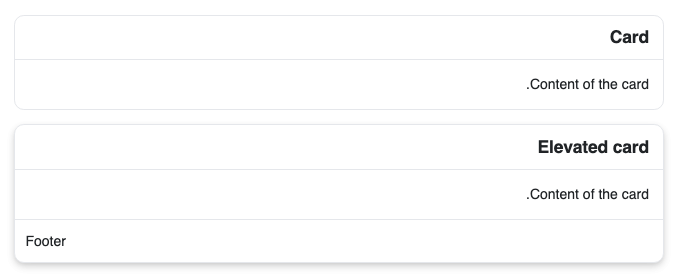 Card
.Content of the card
Elevated card
.Content of the card
Footer